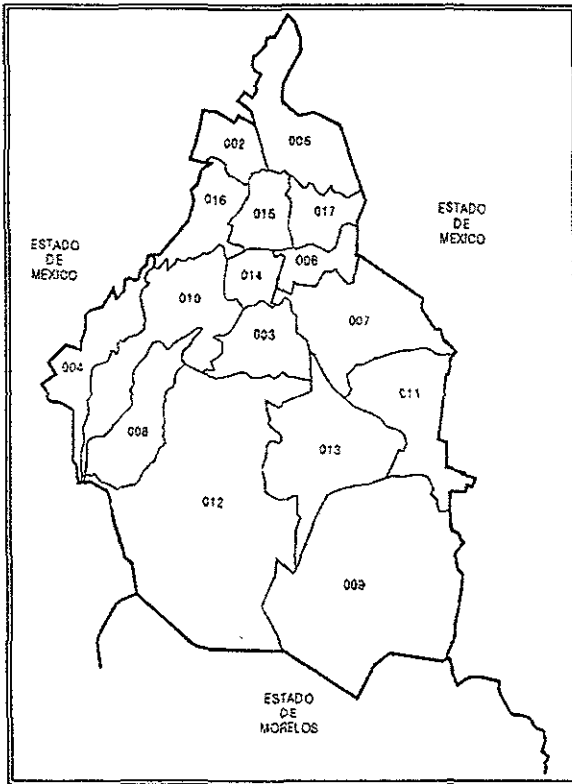 002
005
016
015
017
ESTADO
DE
MEXICO
ESTADO
DE
MEXICO
006
014
010
007
003
004
011
008
013
012
009
ESTADO
DE
MORELOS